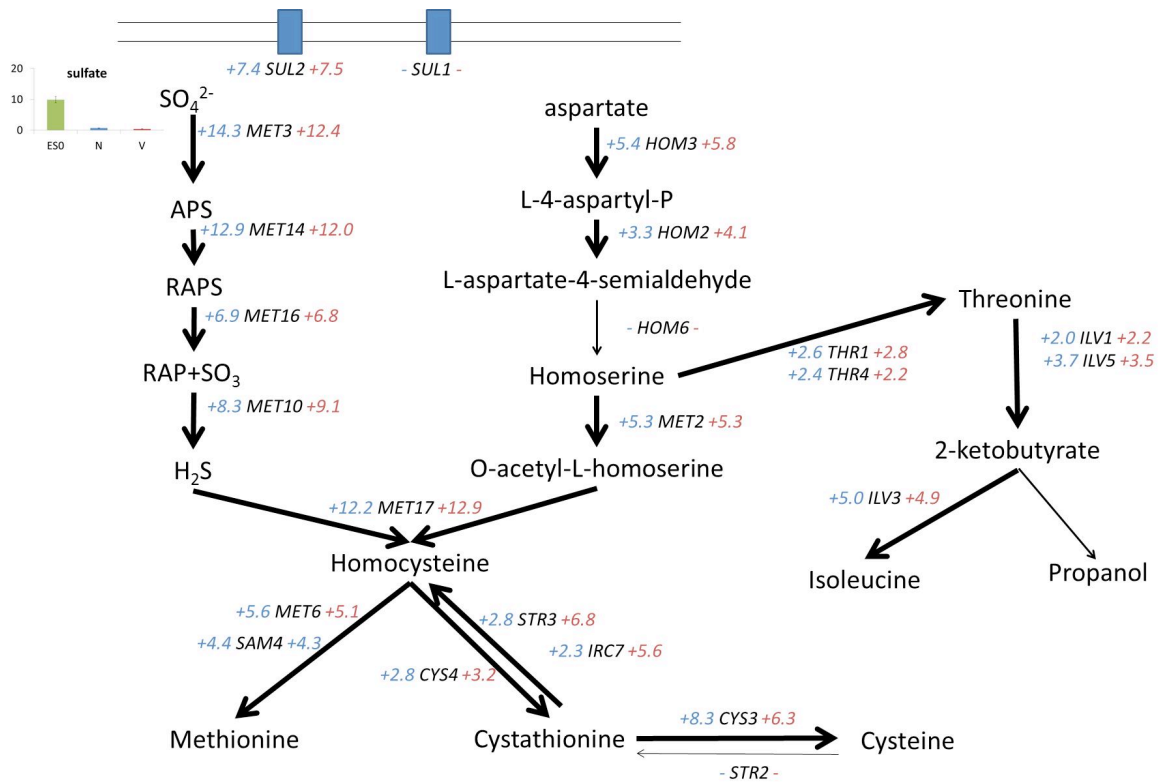 +7.4 SUL2 +7.5
- SUL1 -
20
10
0
sulfate
ES0 N V
SO₄²⁻
+14.3 MET3 +12.4
APS
+12.9 MET14 +12.0
RAPS
+6.9 MET16 +6.8
RAP+SO₃
+8.3 MET10 +9.1
H₂S
aspartate
+5.4 HOM3 +5.8
L-4-aspartyl-P
+3.3 HOM2 +4.1
L-aspartate-4-semialdehyde
- HOM6 -
Homoserine
+5.3 MET2 +5.3
O-acetyl-L-homoserine
+2.6 THR1 +2.8
+2.4 THR4 +2.2
Threonine
+2.0 ILV1 +2.2
+3.7 ILV5 +3.5
2-ketobutyrate
+5.0 ILV3 +4.9
Isoleucine
Propanol
+12.2 MET17 +12.9
Homocysteine
+5.6 MET6 +5.1
+4.4 SAM4 +4.3
+2.8 STR3 +6.8
+2.3 IRC7 +5.6
+2.8 CYS4 +3.2
Methionine
Cystathionine
+8.3 CYS3 +6.3
- STR2 -
Cysteine